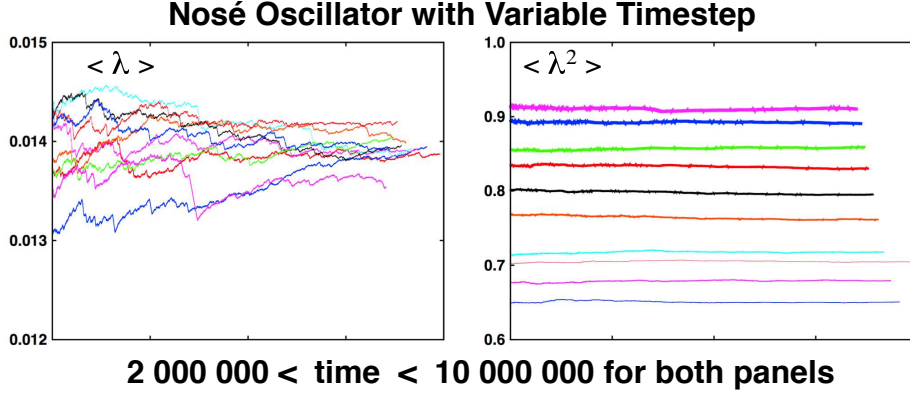 Nosé Oscillator with Variable Timestep
0.015
0.014
0.013
0.012
< λ >
1.0
0.9
0.8
0.7
0.6
< λ² >
2 000 000 < time < 10 000 000 for both panels